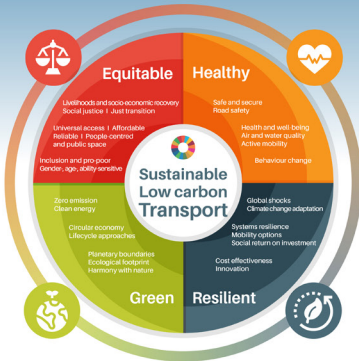 Equitable
Livelihoods and socio-economic recovery
Social justice I Just transition
Universal access I Affordable
Reliable I People centred
and public space
Inclusion and pro-poor
Gender, age, ability-sensitive
Healthy
Safe and secure
Road safety
Health and well-being
Air and water quality
Active mobility
Behaviour change
Sustainable
Low carbon
Transport
Zero emission
Clean energy
Circular economy
Lifecycle approaches
Planetary boundaries
Ecological footprint
Harmony with nature
Green
Global shocks
Climate change adaptation
Systems resilience
Mobility options
Social return on investment
Cost effectiveness
Innovation
Resilient